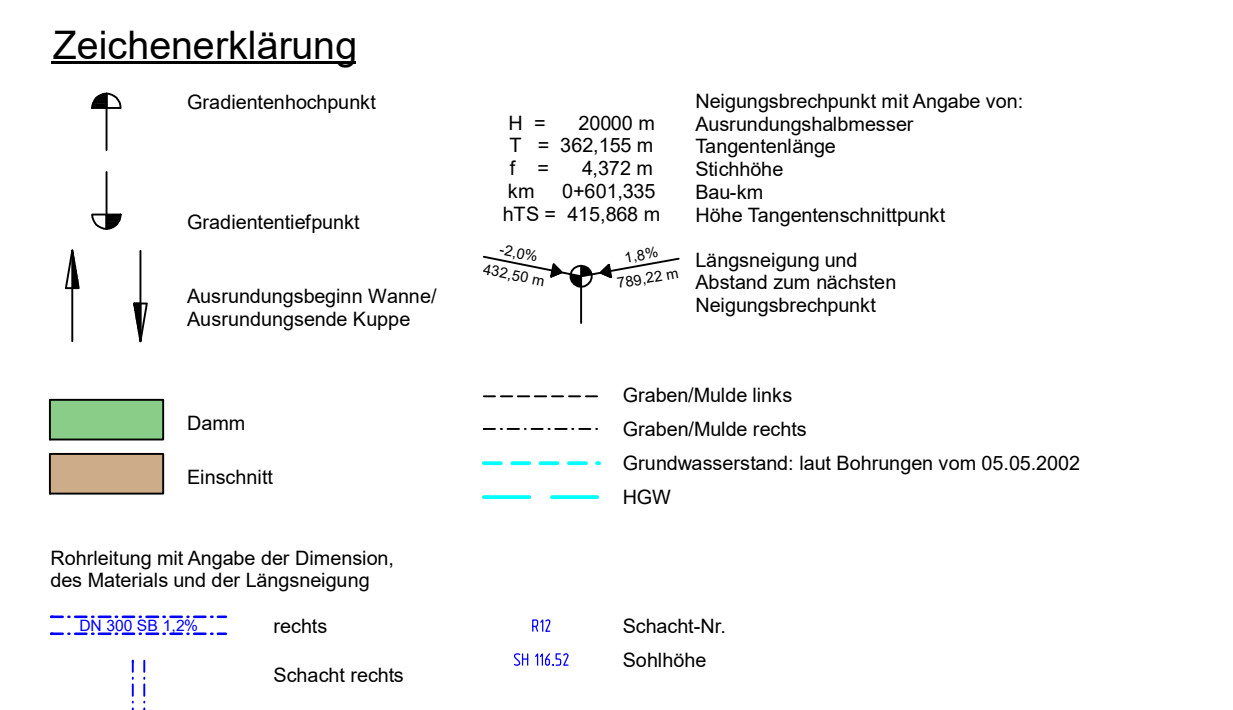 Zeichenerklärung
Gradientenhochpunkt
Gradiententiefpunkt
Ausrundungsbeginn Wanne/
Ausrundungsende Kuppe
Neigungsbrechpunkt mit Angabe von:
H = 20000 m Ausrundungshalbmesser
T = 362,155 m Tangentenlänge
f = 4,372 m Stichhöhe
km 0+601,335 Bau-km
hTS = 415,868 m Höhe Tangentenschnittpunkt
-2,0%
432,50 m
1,8%
789,22 m
Längsneigung und
Abstand zum nächsten
Neigungsbrechpunkt
Damm
Einschnitt
Graben/Mulde links
Graben/Mulde rechts
Grundwasserstand: laut Bohrungen vom 05.05.2002
HGW
Rohrleitung mit Angabe der Dimension,
des Materials und der Längsneigung
DN 300 SB 1,2% rechts
Schacht rechts
R12 Schacht-Nr.
SH 116.52 Sohlhöhe